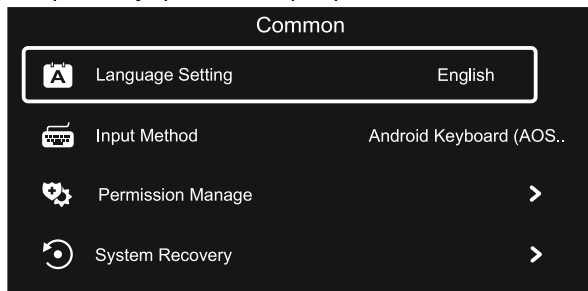 Common
Language Setting English
Input Method Android Keyboard (AOS..
Permission Manage
System Recovery